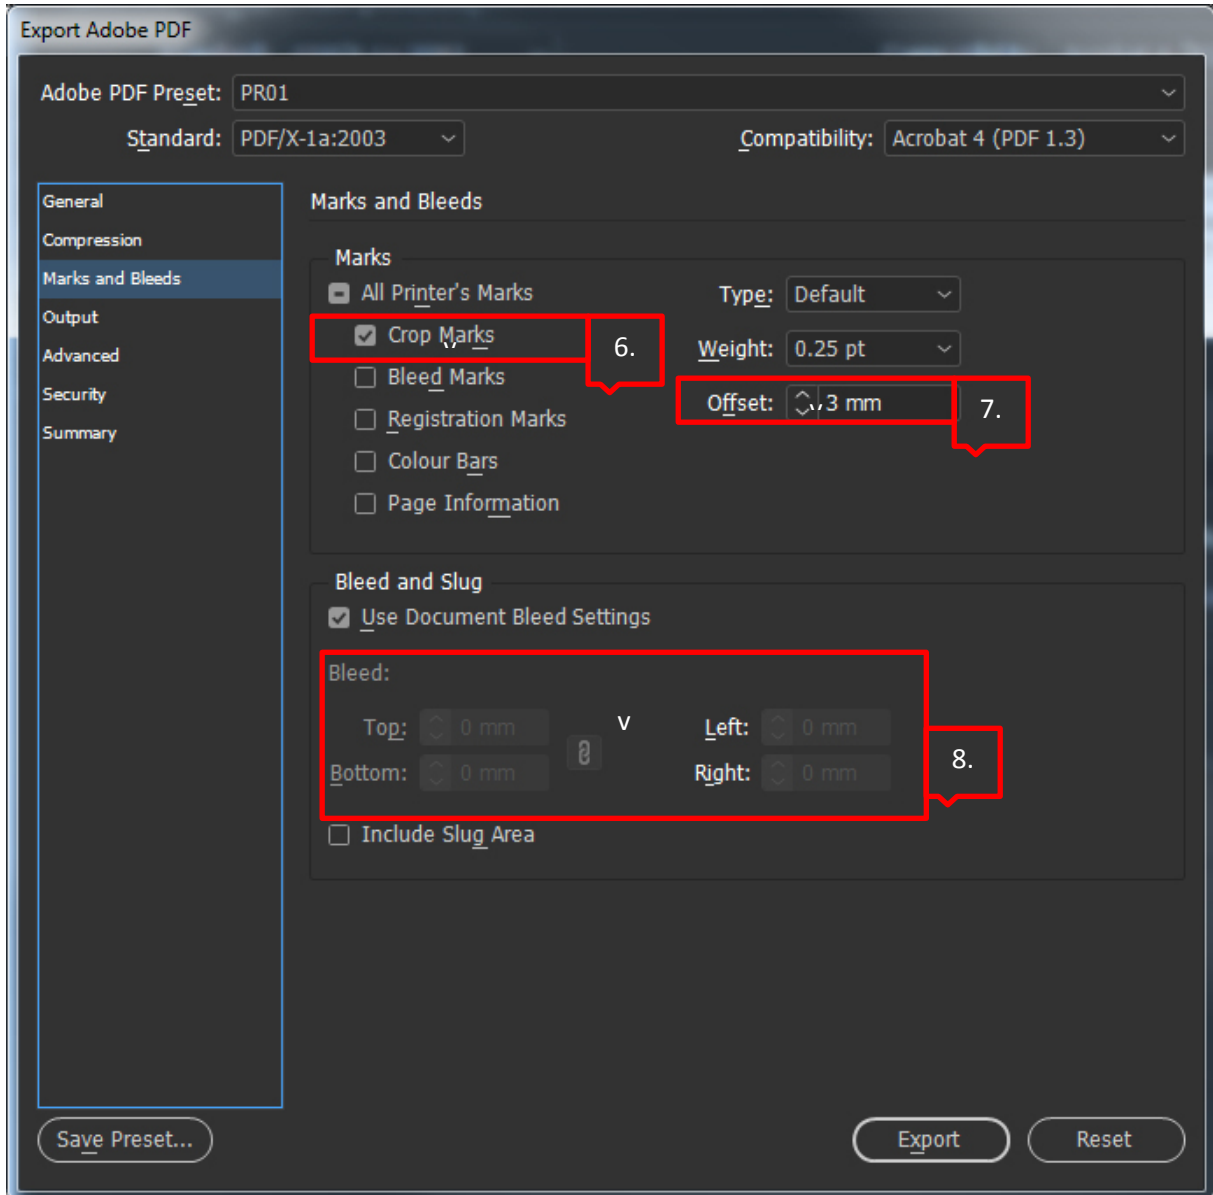 Export Adobe PDF
Adobe PDF Preset: PR01
Standard: PDF/X-1a:2003 Compatibility: Acrobat 4 (PDF 1.3)
General
Compression
Marks and Bleeds
Output
Advanced
Security
Summary
Marks and Bleeds
Marks
All Printer's Marks
Crop Marks
6.
Bleed Marks
Registration Marks
Colour Bars
Page Information
Type: Default
Weight: 0.25 pt
Offset: 3 mm
7.
Bleed and Slug
Use Document Bleed Settings
Bleed:
Top: 0 mm v Left: 0 mm
Bottom: 0 mm Right: 0 mm
8.
Include Slug Area
Save Preset... Export Reset